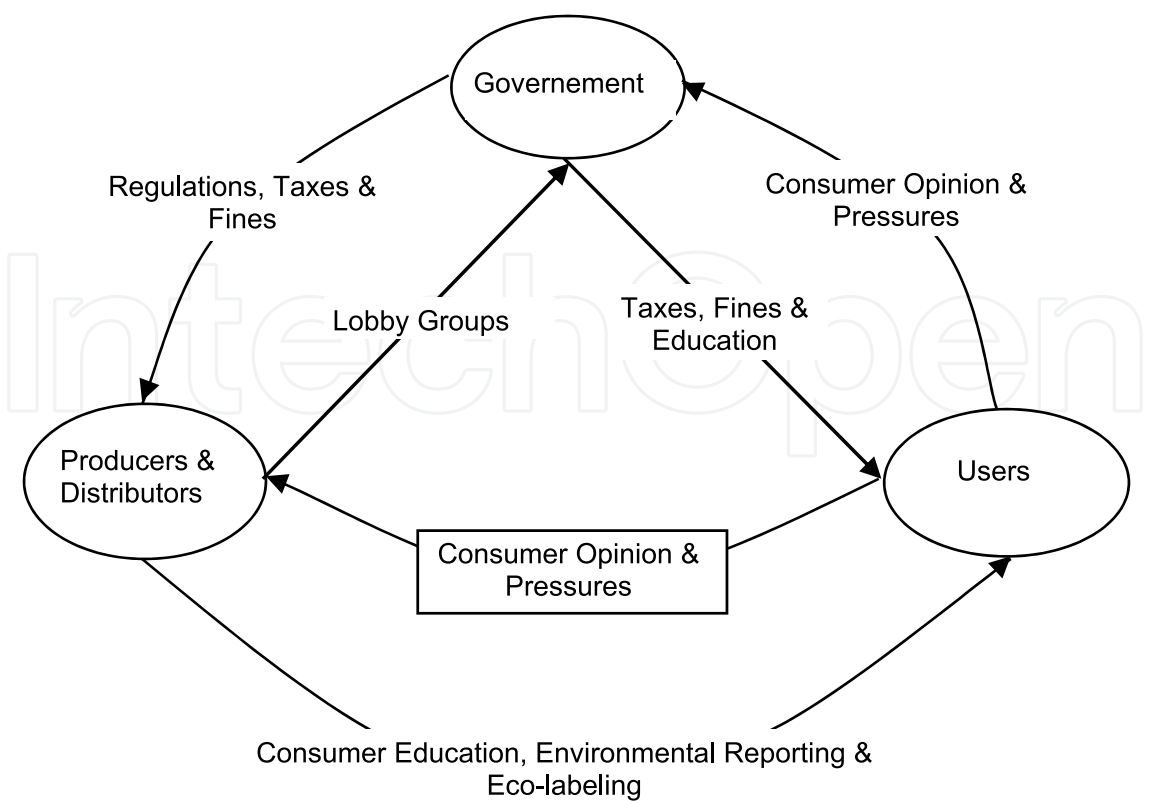 Governement
Regulations, Taxes &
Fines
Consumer Opinion &
Pressures
Lobby Groups
Taxes, Fines &
Education
IntechOpen
Producers &
Distributors
Users
Consumer Opinion &
Pressures
Consumer Education, Environmental Reporting &
Eco-labeling